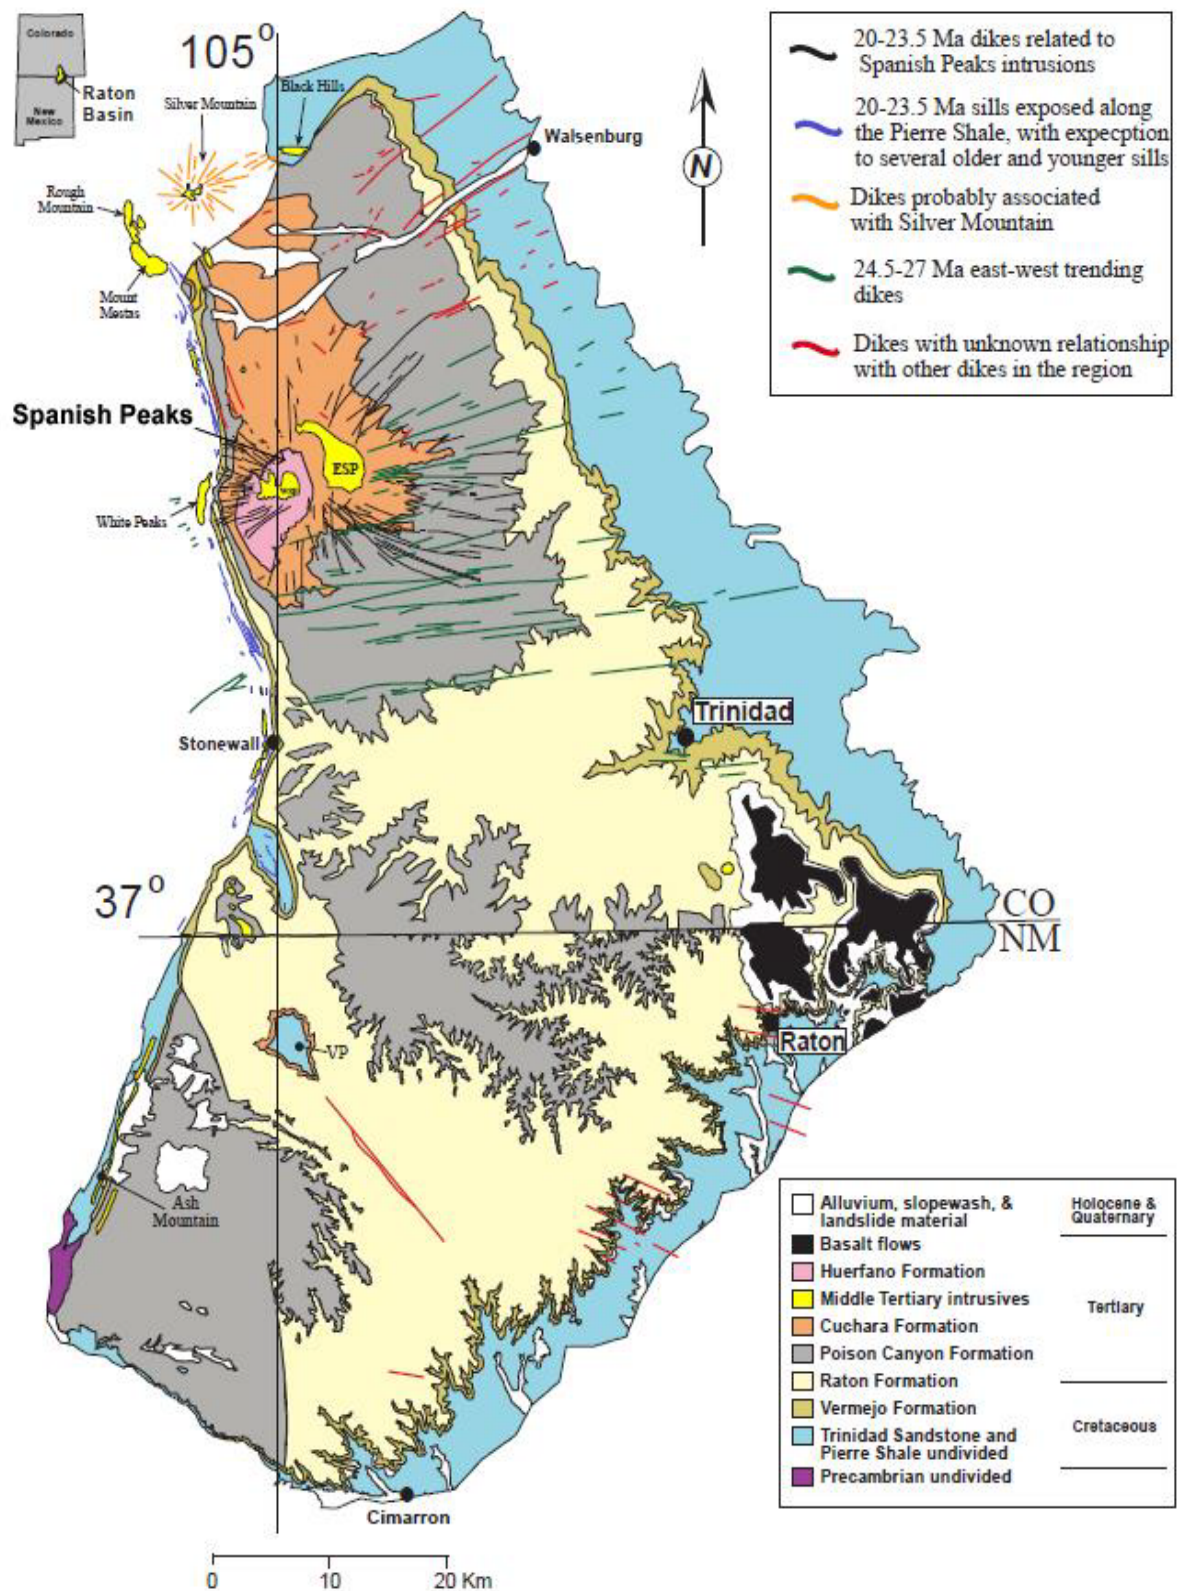 Colorado
New
Mexico
Raton
Basin
105°
Silver Mountain
Black Hills
Walsenburg
Rough
Mountain
Mount
Mestas
N
20-23.5 Ma dikes related to
Spanish Peaks intrusions
20-23.5 Ma sills exposed along
the Pierre Shale, with expecption
to several older and younger sills
Dikes probably associated
with Silver Mountain
24.5-27 Ma east-west trending
dikes
Dikes with unknown relationship
with other dikes in the region
Spanish Peaks
ESP
White Peaks
Stonewall
Trinidad
37°
CO
NM
VP
Raton
Ash
Mountain
Cimarron
Alluvium, slopewash, &
landslide material
Holocene &
Quaternary
Basalt flows
Huerfano Formation
Middle Tertiary intrusives
Tertiary
Cuchara Formation
Poison Canyon Formation
Raton Formation
Vermejo Formation
Cretaceous
Trinidad Sandstone and
Pierre Shale undivided
Precambrian undivided
0 10 20 Km